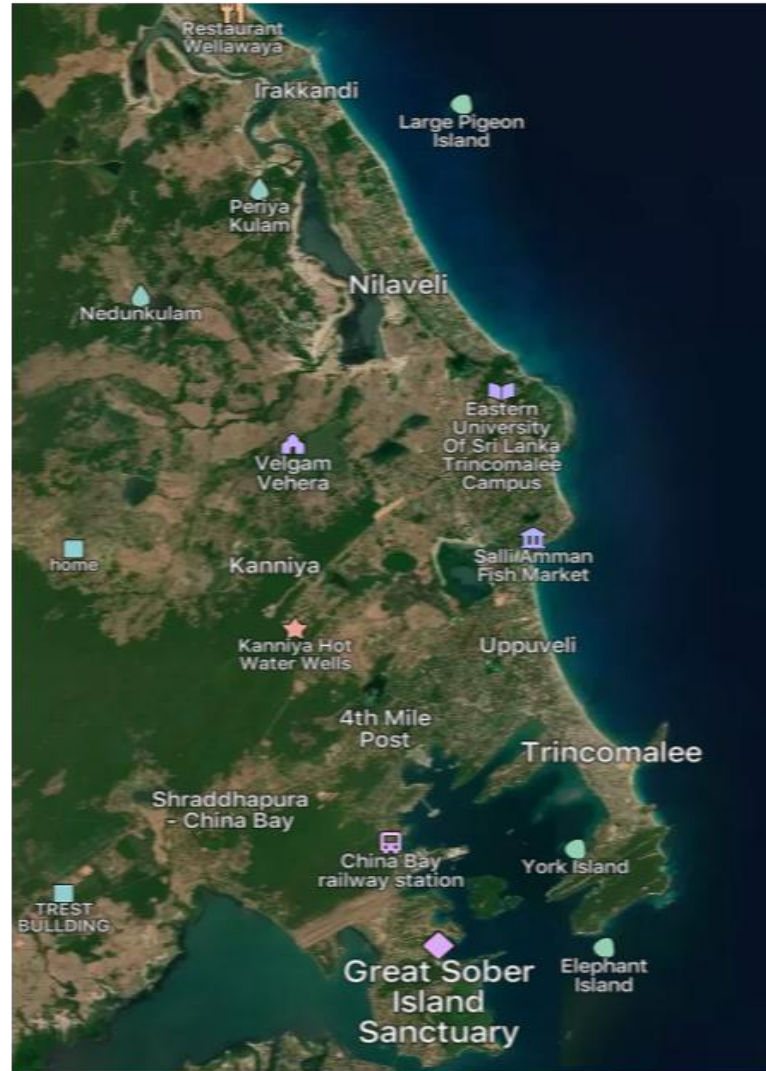 Restaurant
Wellawaya
Irakkandi
Large Pigeon
Island
Periya
Kulam
Nilaveli
Nedunkulam
Eastern
University
Of Sri Lanka
Trincomalee
Campus
Velgam
Vehera
Salli Amman
Fish Market
home
Kanniya
Kanniya Hot
Water Wells
Uppuveli
4th Mile
Post
Trincomalee
Shraddhapura
- China Bay
China Bay
railway station
York Island
TREST
BULLDING
Great Sober
Island
Sanctuary
Elephant
Island